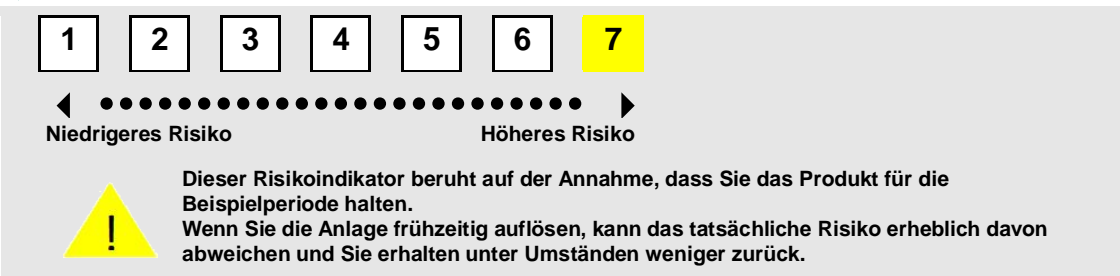 1 2 3 4 5 6 7
Niedrigeres Risiko Höheres Risiko
!
Dieser Risikoindikator beruht auf der Annahme, dass Sie das Produkt für die
Beispielperiode halten.
Wenn Sie die Anlage frühzeitig auflösen, kann das tatsächliche Risiko erheblich davon
abweichen und Sie erhalten unter Umständen weniger zurück.